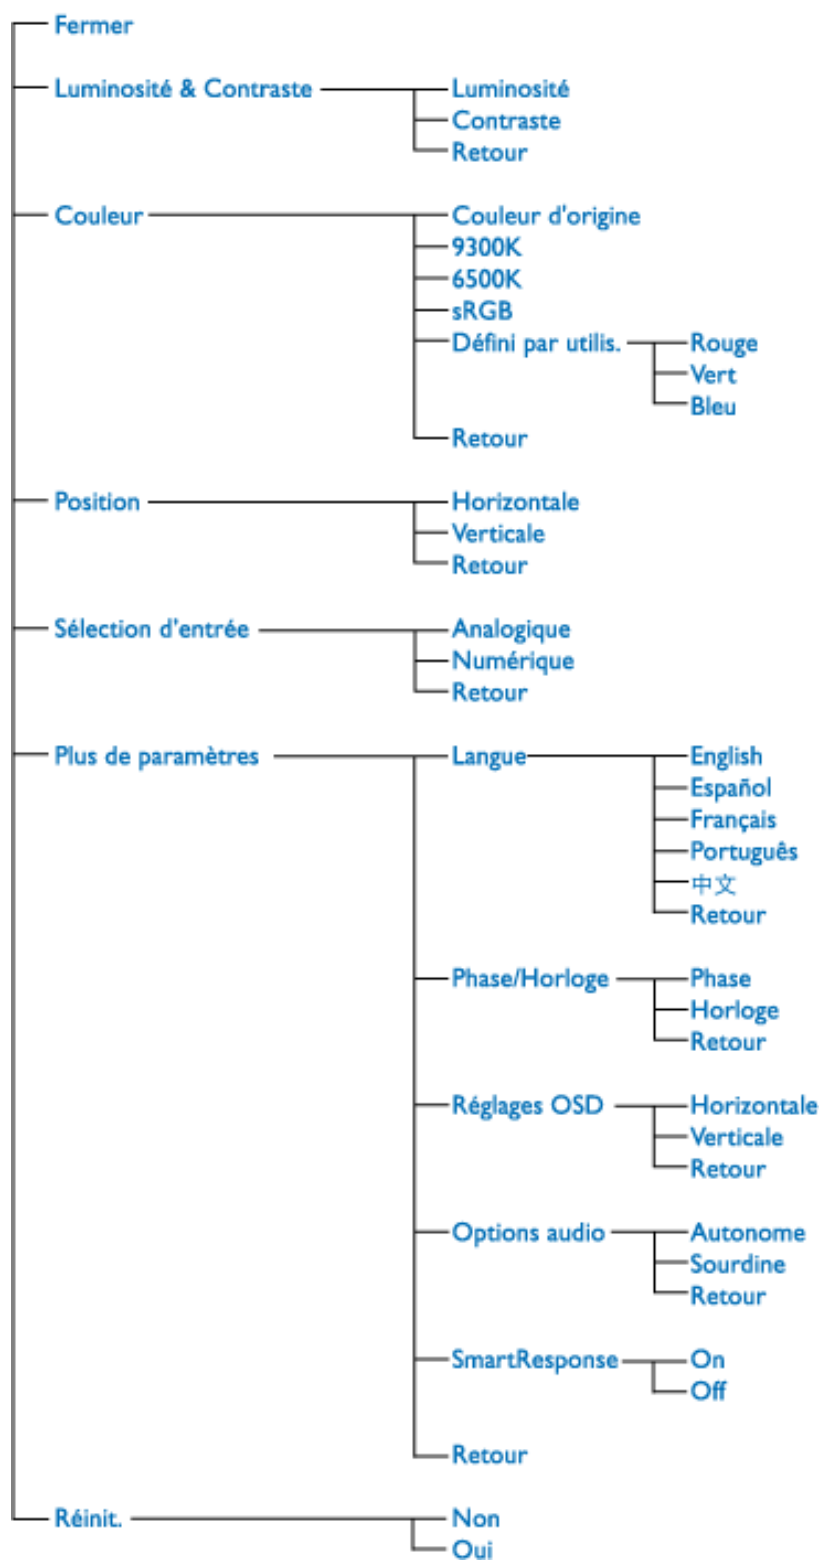 Fermer
Luminosité & Contraste
Luminosité
Contraste
Retour
Couleur
Couleur d'origine
9300K
6500K
sRGB
Défini par utilis.
Rouge
Vert
Bleu
Retour
Position
Horizontale
Verticale
Retour
Sélection d'entrée
Analogique
Numérique
Retour
Plus de paramètres
Langue
English
Español
Français
Português
中文
Retour
Phase/Horloge
Phase
Horloge
Retour
Réglages OSD
Horizontale
Verticale
Retour
Options audio
Autonome
Sourdine
Retour
SmartResponse
On
Off
Retour
Réinit.
Non
Oui